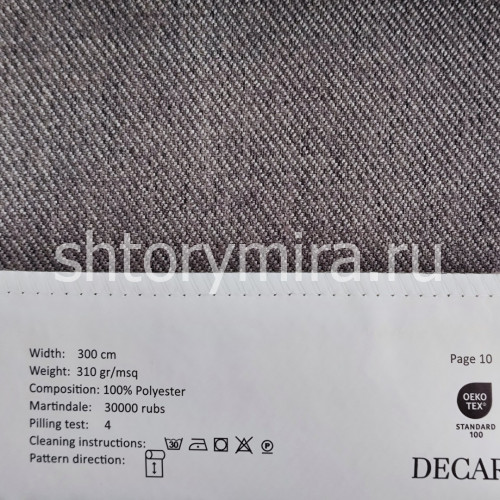 shtorymira.ru
Width: 300 cm
Weight: 310 gr/msq
Composition: 100% Polyester
Martindale: 30000 rubs
Pilling test: 4
Cleaning instructions: 30 P
Pattern direction:
Page 10
OEKO
TEX®
STANDARD
100
DECAR